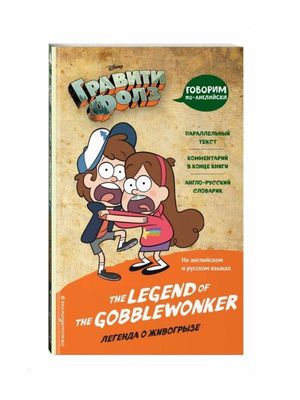 Disney
ГРАВИТИ
ФОЛЗ
ГОВОРИМ
ПО-АНГЛИЙСКИ
ПАРАЛЛЕЛЬНЫЙ
ТЕКСТ
КОММЕНТАРИЙ
В КОНЦЕ КНИГИ
АНГЛО-РУССКИЙ
СЛОВАРИК
На английском
и русском языках
THE LEGEND OF
THE GOBBLEWONKER
ЛЕГЕНДА О ЖИВОГРЫЗЕ